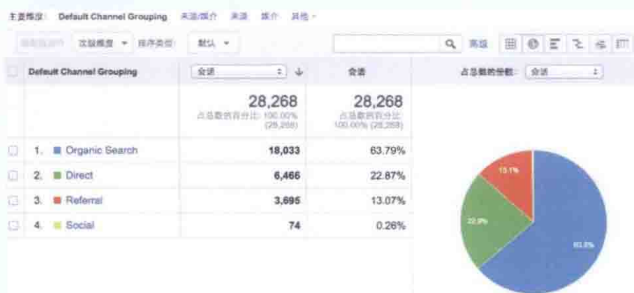 主要维度: Default Channel Grouping 来源/媒介 来源 媒介 其他
次级维度 排序类型: 默认 高级
Default Channel Grouping 会话 会话 占总数的份额: 会话
28,268 28,268
占总数的百分比: 100.00% 占总数的百分比:
(28,268) 100.00% (28,268)
1. Organic Search 18,033 63.79%
2. Direct 6,466 22.87%
3. Referral 3,695 13.07%
4. Social 74 0.26%
13.1%
22.9%
63.8%